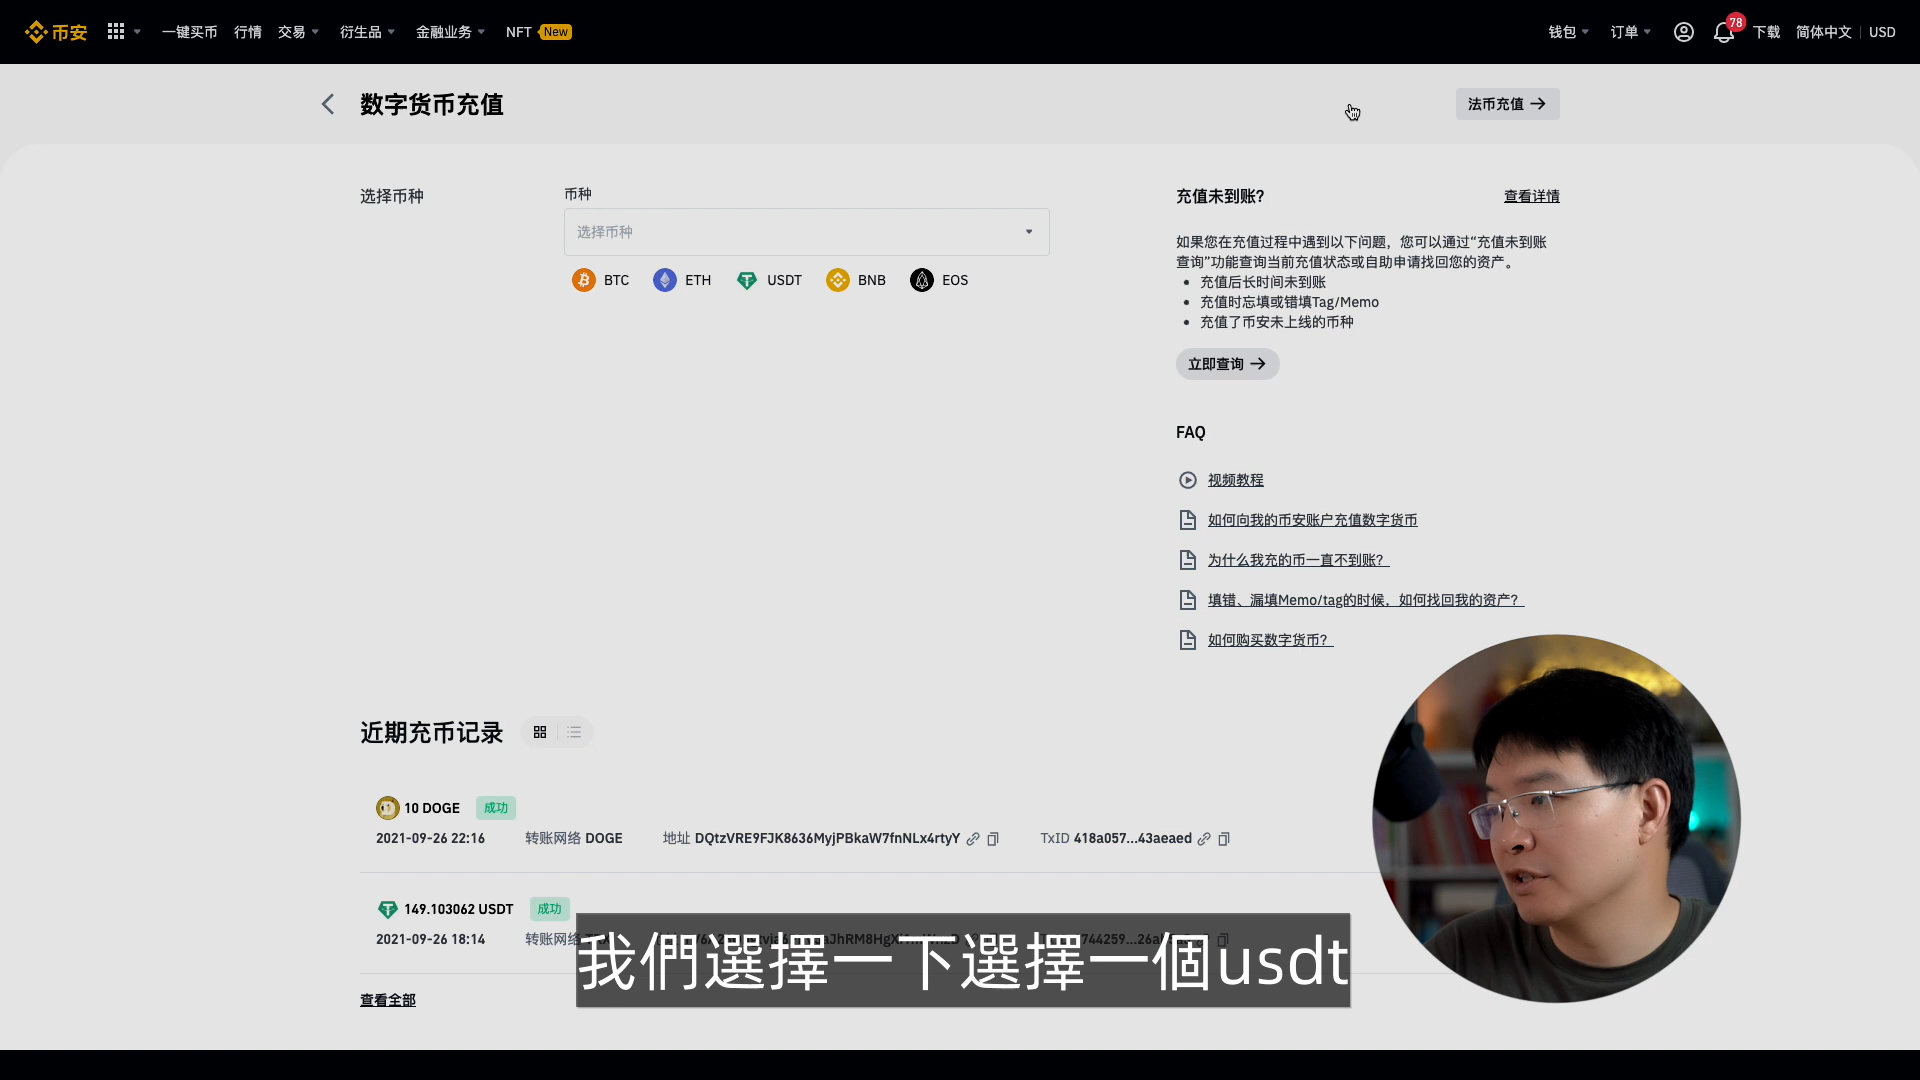 币安
一键买币
行情
交易
衍生品
金融业务
NFT New
钱包
订单
78
下载
简体中文
USD
数字货币充值
法币充值
选择币种
币种
选择币种
BTC
ETH
USDT
BNB
EOS
充值未到账?
查看详情
如果您在充值过程中遇到以下问题，您可以通过“充值未到账
查询”功能查询当前充值状态或自助申请找回您的资产。
充值后长时间未到账
充值时忘填或错填Tag/Memo
充值了币安未上线的币种
立即查询
FAQ
视频教程
如何向我的币安账户充值数字货币
为什么我充的币一直不到账？
填错、漏填Memo/tag的时候，如何找回我的资产？
如何购买数字货币？
近期充币记录
10 DOGE 成功
2021-09-26 22:16 转账网络 DOGE 地址 DQtzVRE9FJK8636MyjPBkaW7fnNLx4rtyY TxID 418a057...43aeaed
149.103062 USDT 成功
2021-09-26 18:14 转账网络
我們選擇一下選擇一個usdt
查看全部